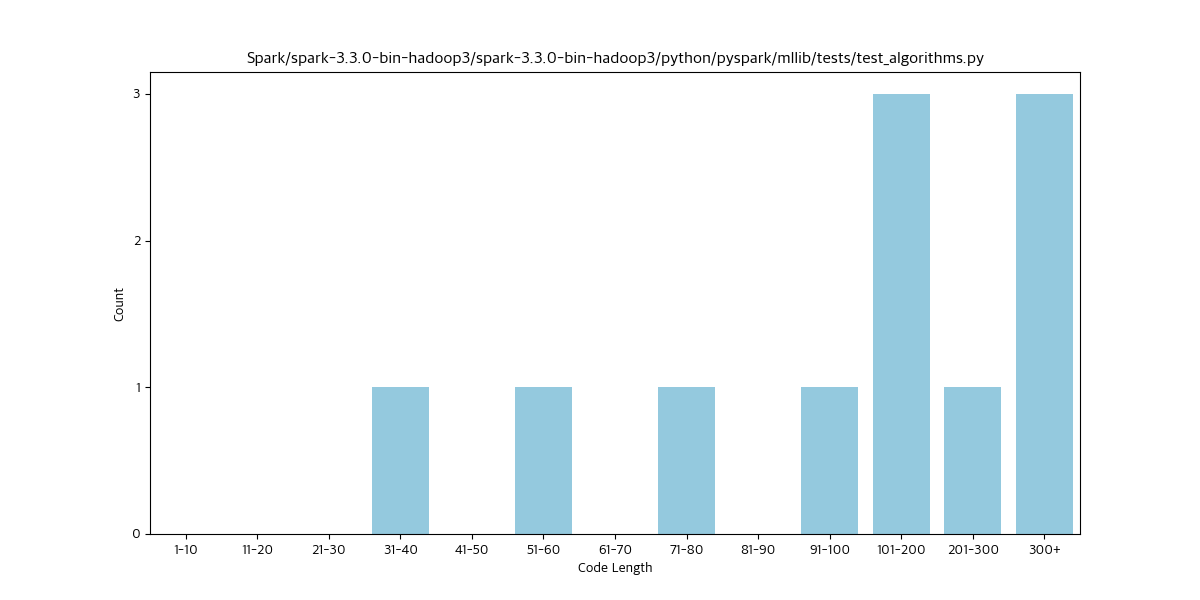 Spark/spark-3.3.0-bin-hadoop3/spark-3.3.0-bin-hadoop3/python/pyspark/mllib/tests/test_algorithms.py
3
2
1
0
Count
1-10 11-20 21-30 31-40 41-50 51-60 61-70 71-80 81-90 91-100 101-200 201-300 300+
Code Length